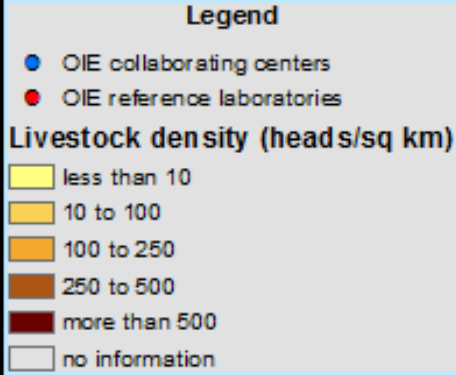 Legend
OIE collaborating centers
OIE reference laboratories
Livestock density (heads/sq km)
less than 10
10 to 100
100 to 250
250 to 500
more than 500
no information